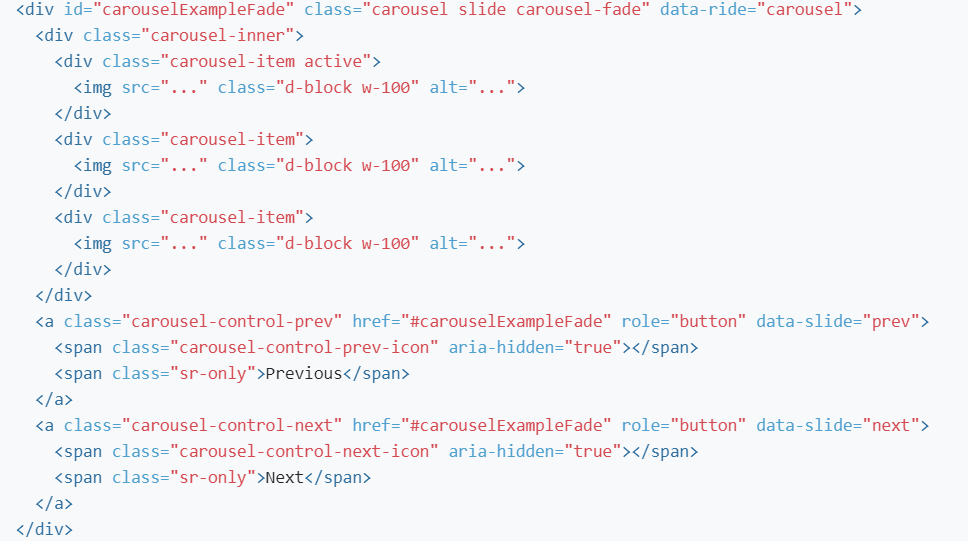 <div id="carouselExampleFade" class="carousel slide carousel-fade" data-ride="carousel">
  <div class="carousel-inner">
    <div class="carousel-item active">
      <img src="..." class="d-block w-100" alt="...">
    </div>
    <div class="carousel-item">
      <img src="..." class="d-block w-100" alt="...">
    </div>
    <div class="carousel-item">
      <img src="..." class="d-block w-100" alt="...">
    </div>
  </div>
  <a class="carousel-control-prev" href="#carouselExampleFade" role="button" data-slide="prev">
    <span class="carousel-control-prev-icon" aria-hidden="true"></span>
    <span class="sr-only">Previous</span>
  </a>
  <a class="carousel-control-next" href="#carouselExampleFade" role="button" data-slide="next">
    <span class="carousel-control-next-icon" aria-hidden="true"></span>
    <span class="sr-only">Next</span>
  </a>
</div>